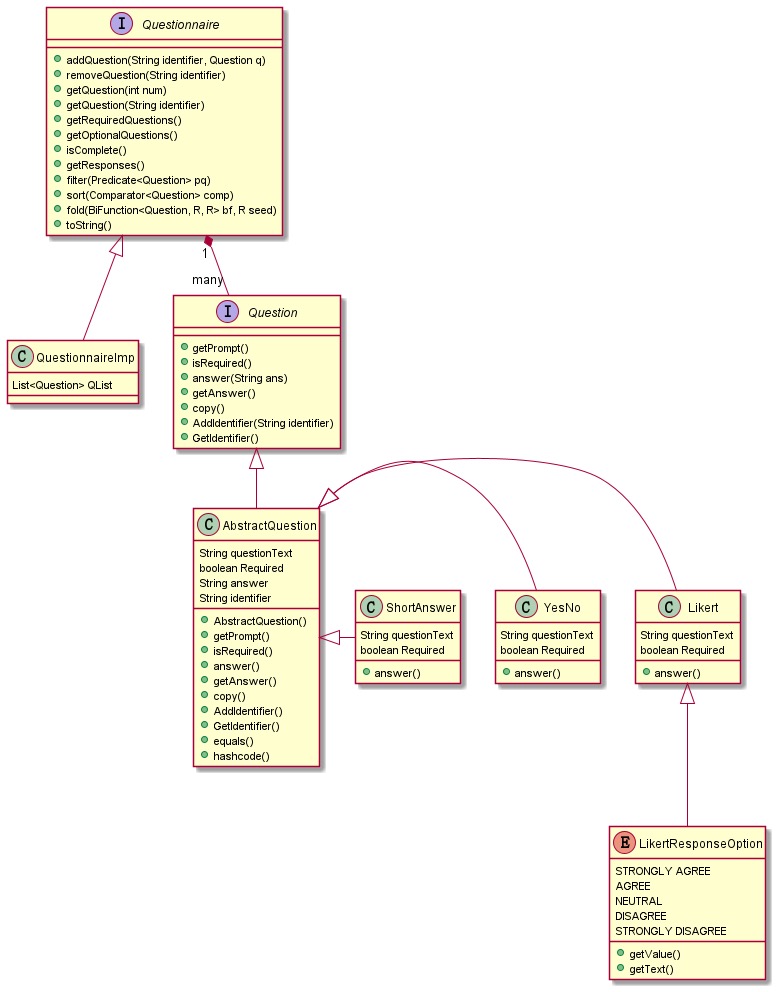 I Questionnaire
addQuestion(String identifier, Question q)
removeQuestion(String identifier)
getQuestion(int num)
getQuestion(String identifier)
getRequiredQuestions()
getOptionalQuestions()
isComplete()
getResponses()
filter(Predicate<Question> pq)
sort(Comparator<Question> comp)
fold(BiFunction<Question, R, R> bf, R seed)
toString()
1
many
C QuestionnaireImp
List<Question> QList
I Question
getPrompt()
isRequired()
answer(String ans)
getAnswer()
copy()
AddIdentifier(String identifier)
GetIdentifier()
C AbstractQuestion
String questionText
boolean Required
String answer
String identifier
AbstractQuestion()
getPrompt()
isRequired()
answer()
getAnswer()
copy()
AddIdentifier()
GetIdentifier()
equals()
hashcode()
C ShortAnswer
String questionText
boolean Required
answer()
C YesNo
String questionText
boolean Required
answer()
C Likert
String questionText
boolean Required
answer()
E LikertResponseOption
STRONGLY AGREE
AGREE
NEUTRAL
DISAGREE
STRONGLY DISAGREE
getValue()
getText()